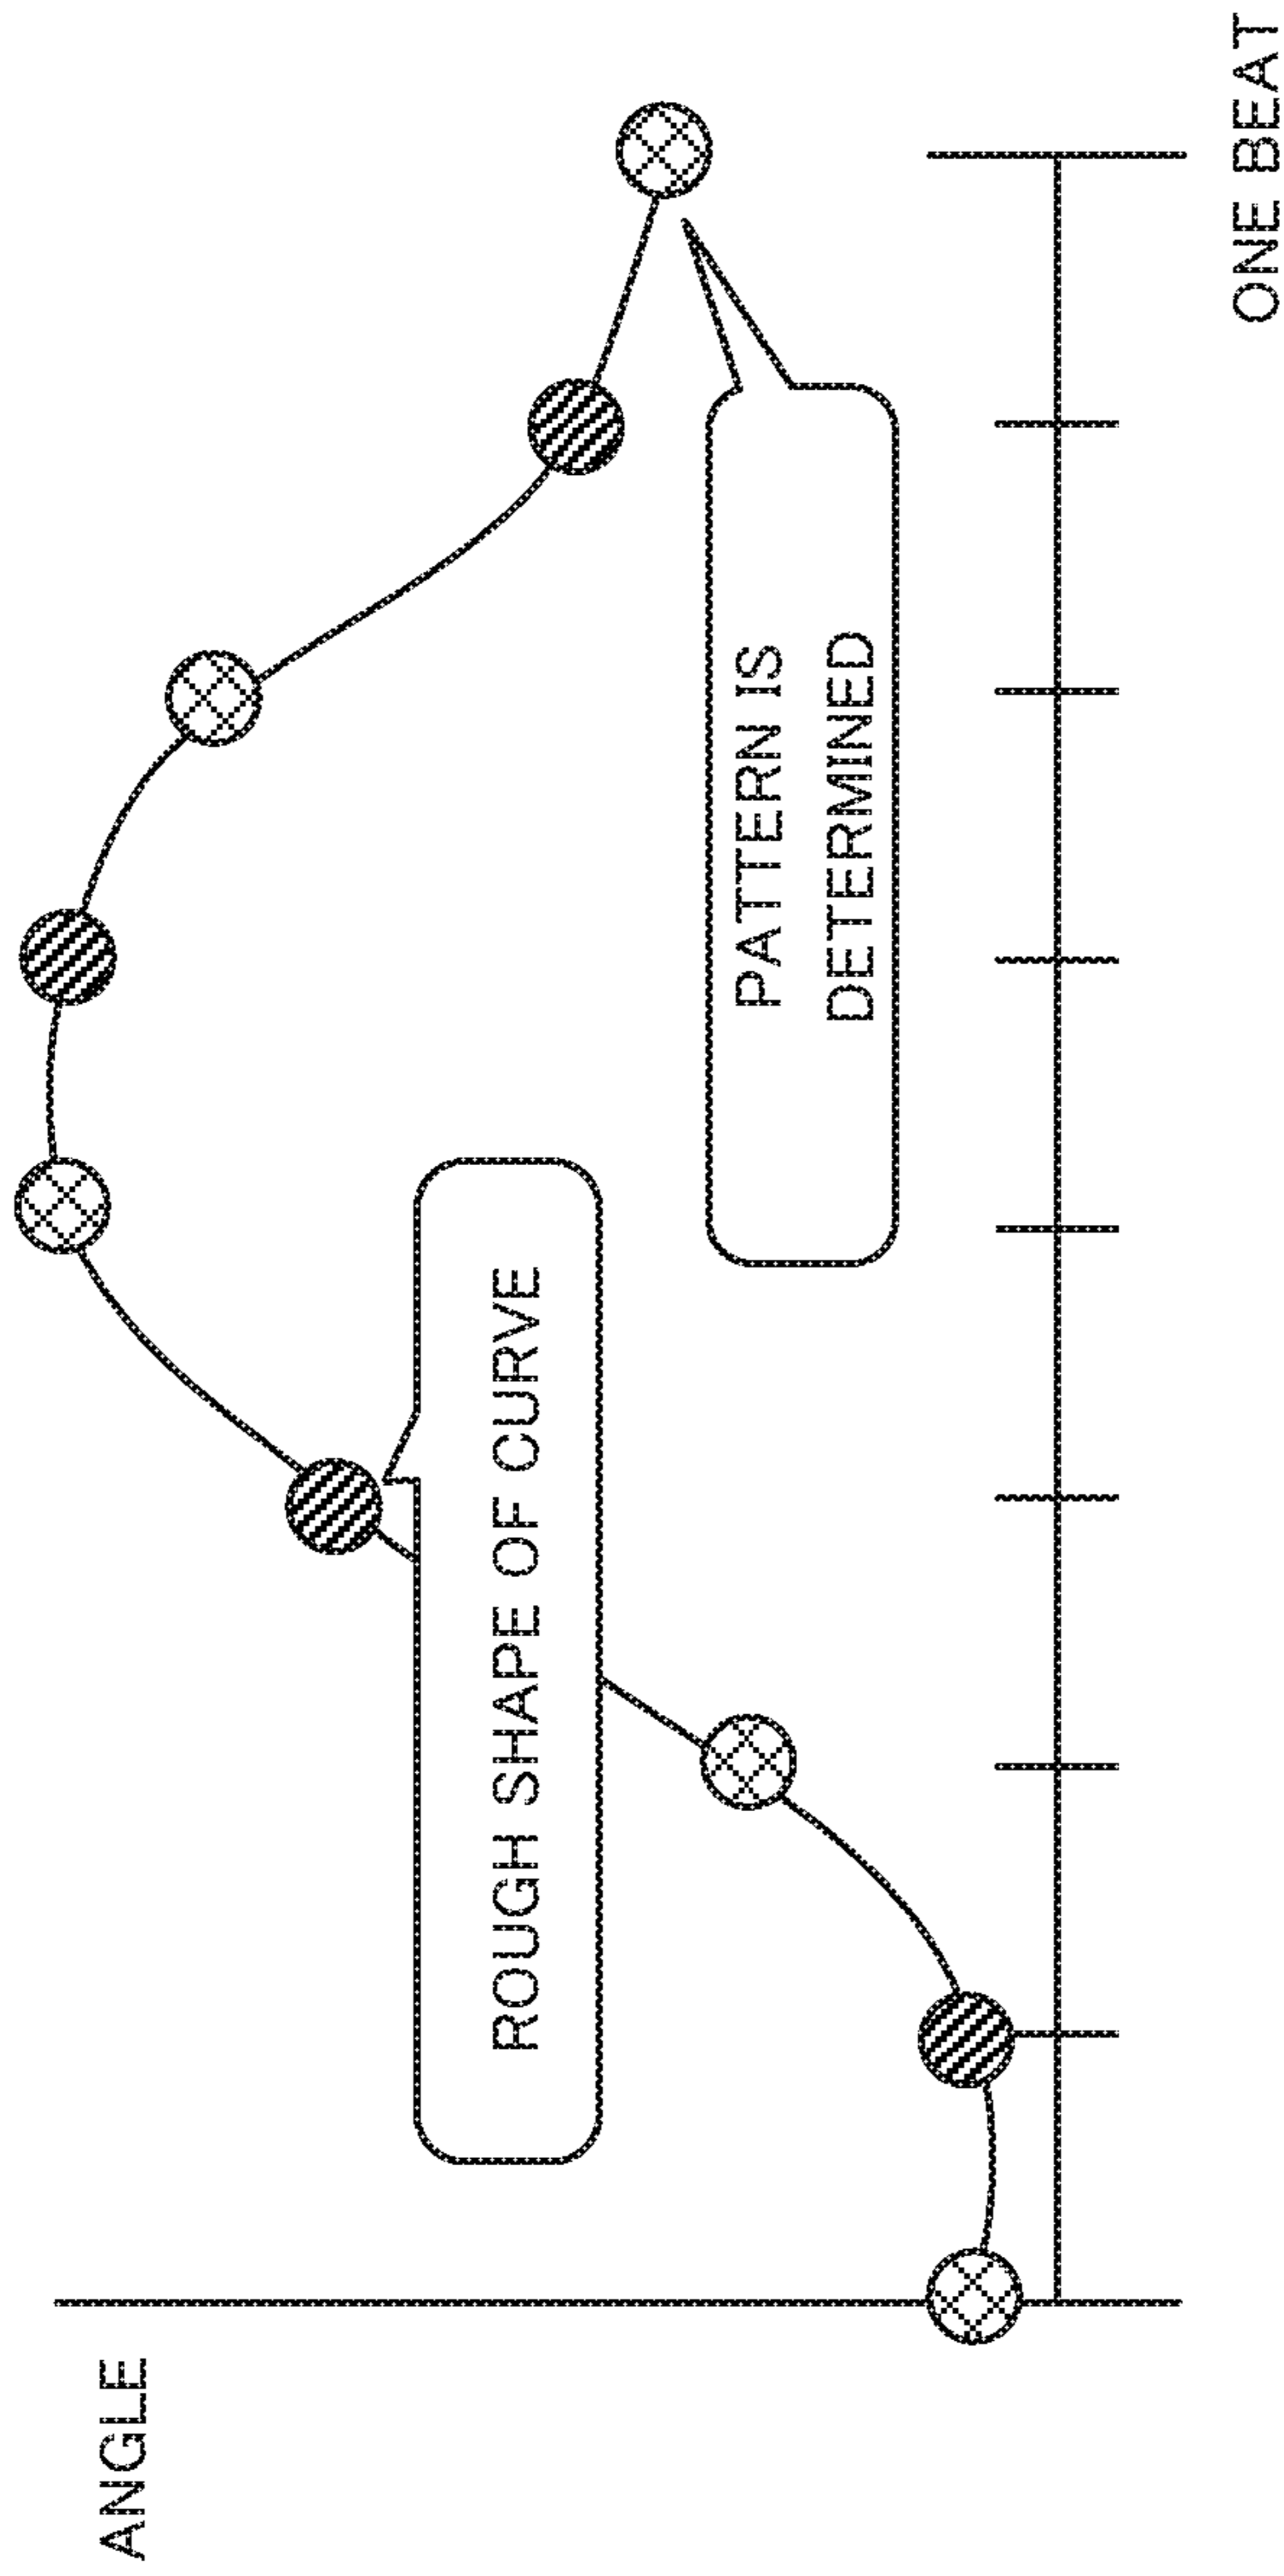 ANGLE
ROUGH SHAPE OF CURVE
PATTERN IS
DETERMINED
ONE BEAT